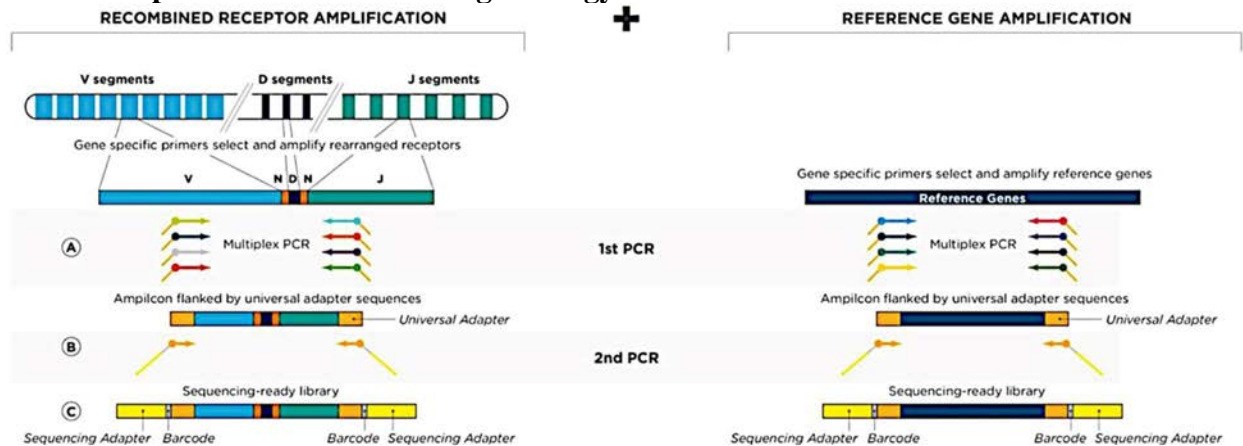 RECOMBINED RECEPTOR AMPLIFICATION
+
REFERENCE GENE AMPLIFICATION
V segments D segments J segments
Gene specific primers select and amplify rearranged receptors
V N D N J
Gene specific primers select and amplify reference genes
Reference Genes
A Multiplex PCR 1st PCR Multiplex PCR
Ampilcon flanked by universal adapter sequences
Universal Adapter
Ampilcon flanked by universal adapter sequences
Universal Adapter
B 2nd PCR
Sequencing-ready library
Sequencing-ready library
C
Sequencing Adapter Barcode Barcode Sequencing Adapter
Sequencing Adapter Barcode Barcode Sequencing Adapter